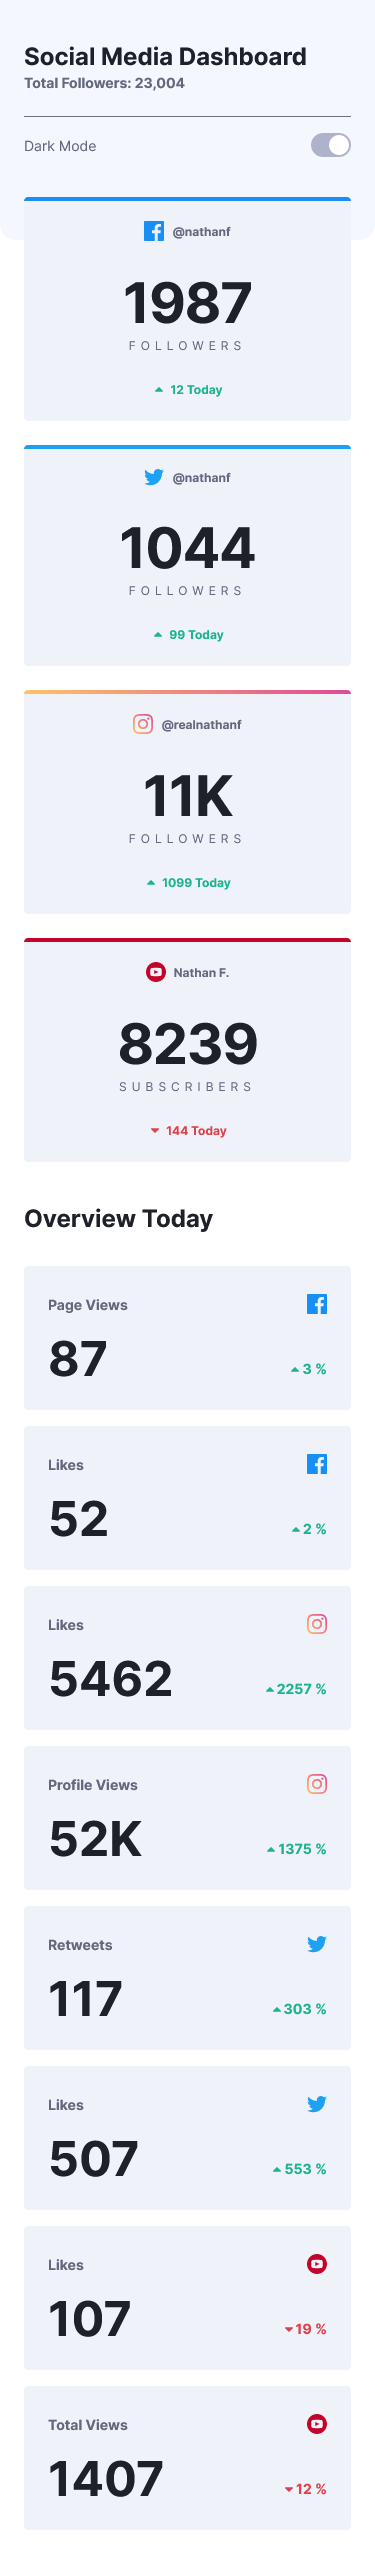 Social Media Dashboard
Total Followers: 23,004
Dark Mode
@nathanf
1987
FOLLOWERS
12 Today
@nathanf
1044
FOLLOWERS
99 Today
@realnathanf
11K
FOLLOWERS
1099 Today
Nathan F.
8239
SUBSCRIBERS
144 Today
Overview Today
Page Views
87
3 %
Likes
52
2 %
Likes
5462
2257 %
Profile Views
52K
1375 %
Retweets
117
303 %
Likes
507
553 %
Likes
107
19 %
Total Views
1407
12 %